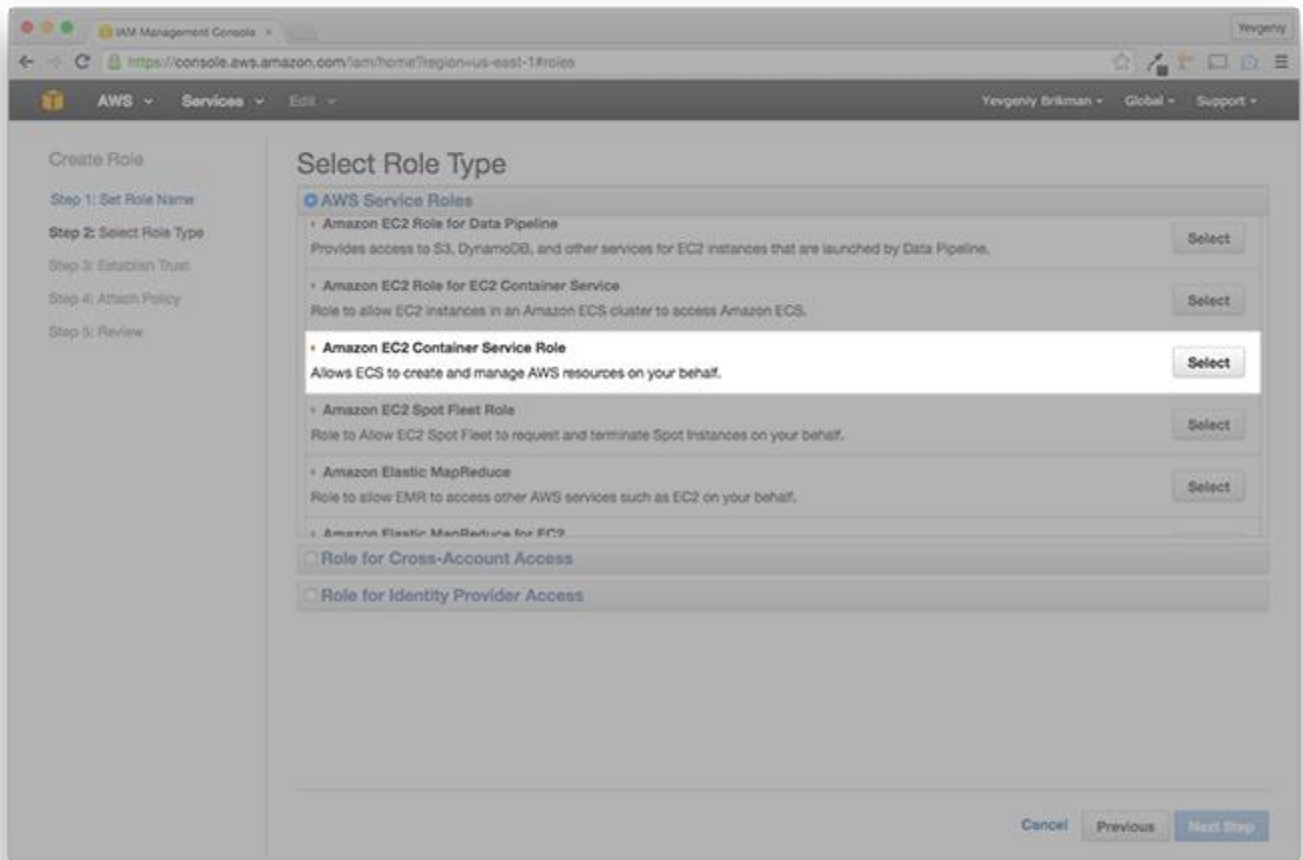 IAM Management Console
Yevgeniy
https://console.aws.amazon.com/iam/home?region=us-east-1#roles
AWS Services Edit Yevgeniy Brikman Global Support
Create Role
Step 1: Set Role Name
Step 2: Select Role Type
Step 3: Establish Trust
Step 4: Attach Policy
Step 5: Review
Select Role Type
AWS Service Roles
Amazon EC2 Role for Data Pipeline
Provides access to S3, DynamoDB, and other services for EC2 instances that are launched by Data Pipeline.
Select
Amazon EC2 Role for EC2 Container Service
Role to allow EC2 instances in an Amazon ECS cluster to access Amazon ECS.
Select
Amazon EC2 Container Service Role
Allows ECS to create and manage AWS resources on your behalf.
Select
Amazon EC2 Spot Fleet Role
Role to Allow EC2 Spot Fleet to request and terminate Spot Instances on your behalf.
Select
Amazon Elastic MapReduce
Role to allow EMR to access other AWS services such as EC2 on your behalf.
Select
Amazon Elastic MapReduce for EC2
Role for Cross-Account Access
Role for Identity Provider Access
Cancel Previous Next Step